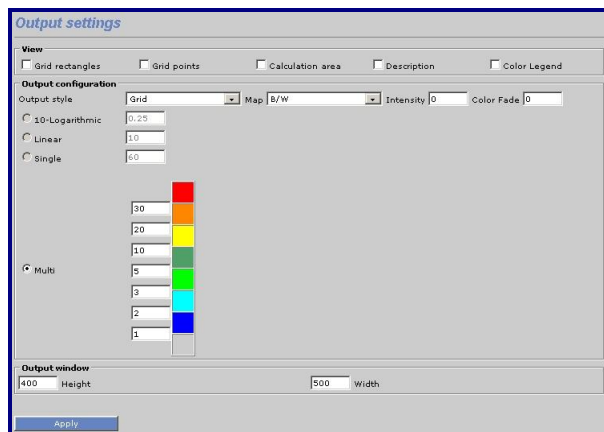 Output settings
View
Grid rectangles Grid points Calculation area Description Color Legend
Output configuration
Output style Grid Map B/W Intensity 0 Color Fade 0
10-Logarithmic 0.25
Linear 10
Single 60
30
20
10
Multi 5
3
2
1
Output window
400 Height 500 Width
Apply